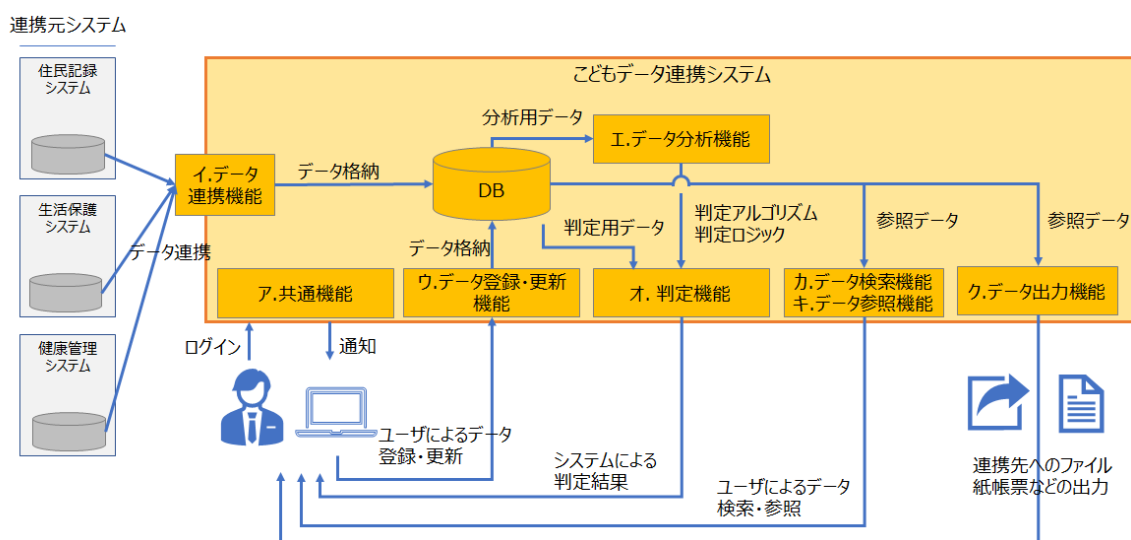 連携元システム
住民記録
システム
生活保護
システム
データ連携
健康管理
システム
こどもデータ連携システム
イ.データ
連携機能
データ格納
DB
分析用データ
エ.データ分析機能
判定用データ
判定アルゴリズム
判定ロジック
参照データ
参照データ
データ格納
ア.共通機能
ウ.データ登録・更新
機能
オ. 判定機能
カ.データ検索機能
キ.データ参照機能
ク.データ出力機能
ログイン
通知
ユーザによるデータ
登録・更新
システムによる
判定結果
ユーザによるデータ
検索・参照
連携先へのファイル
紙帳票などの出力